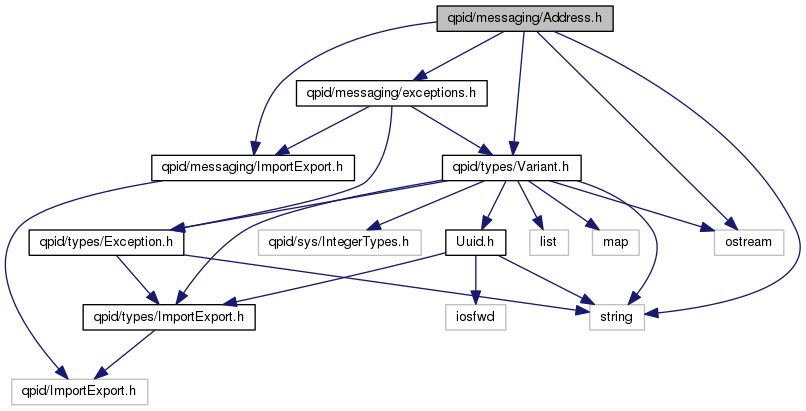 qpid/messaging/Address.h
qpid/messaging/exceptions.h
qpid/messaging/ImportExport.h
qpid/types/Variant.h
qpid/types/Exception.h
qpid/sys/IntegerTypes.h
Uuid.h
list
map
ostream
qpid/types/ImportExport.h
iosfwd
string
qpid/ImportExport.h